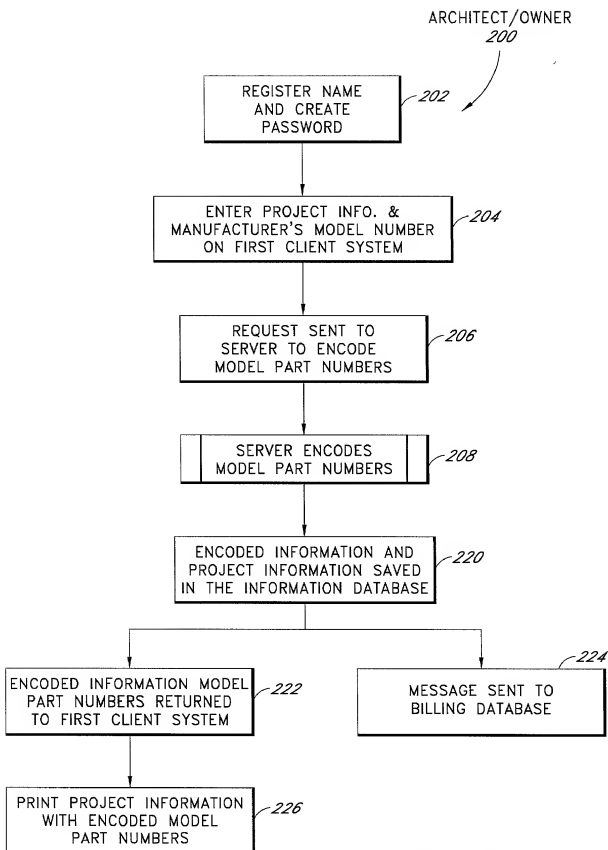 ARCHITECT/OWNER
200
REGISTER NAME
AND CREATE
PASSWORD
202
ENTER PROJECT INFO. &
MANUFACTURER'S MODEL NUMBER
ON FIRST CLIENT SYSTEM
204
REQUEST SENT TO
SERVER TO ENCODE
MODEL PART NUMBERS
206
SERVER ENCODES
MODEL PART NUMBERS
208
ENCODED INFORMATION AND
PROJECT INFORMATION SAVED
IN THE INFORMATION DATABASE
220
ENCODED INFORMATION MODEL
PART NUMBERS RETURNED
TO FIRST CLIENT SYSTEM
222
MESSAGE SENT TO
BILLING DATABASE
224
PRINT PROJECT INFORMATION
WITH ENCODED MODEL
PART NUMBERS
226